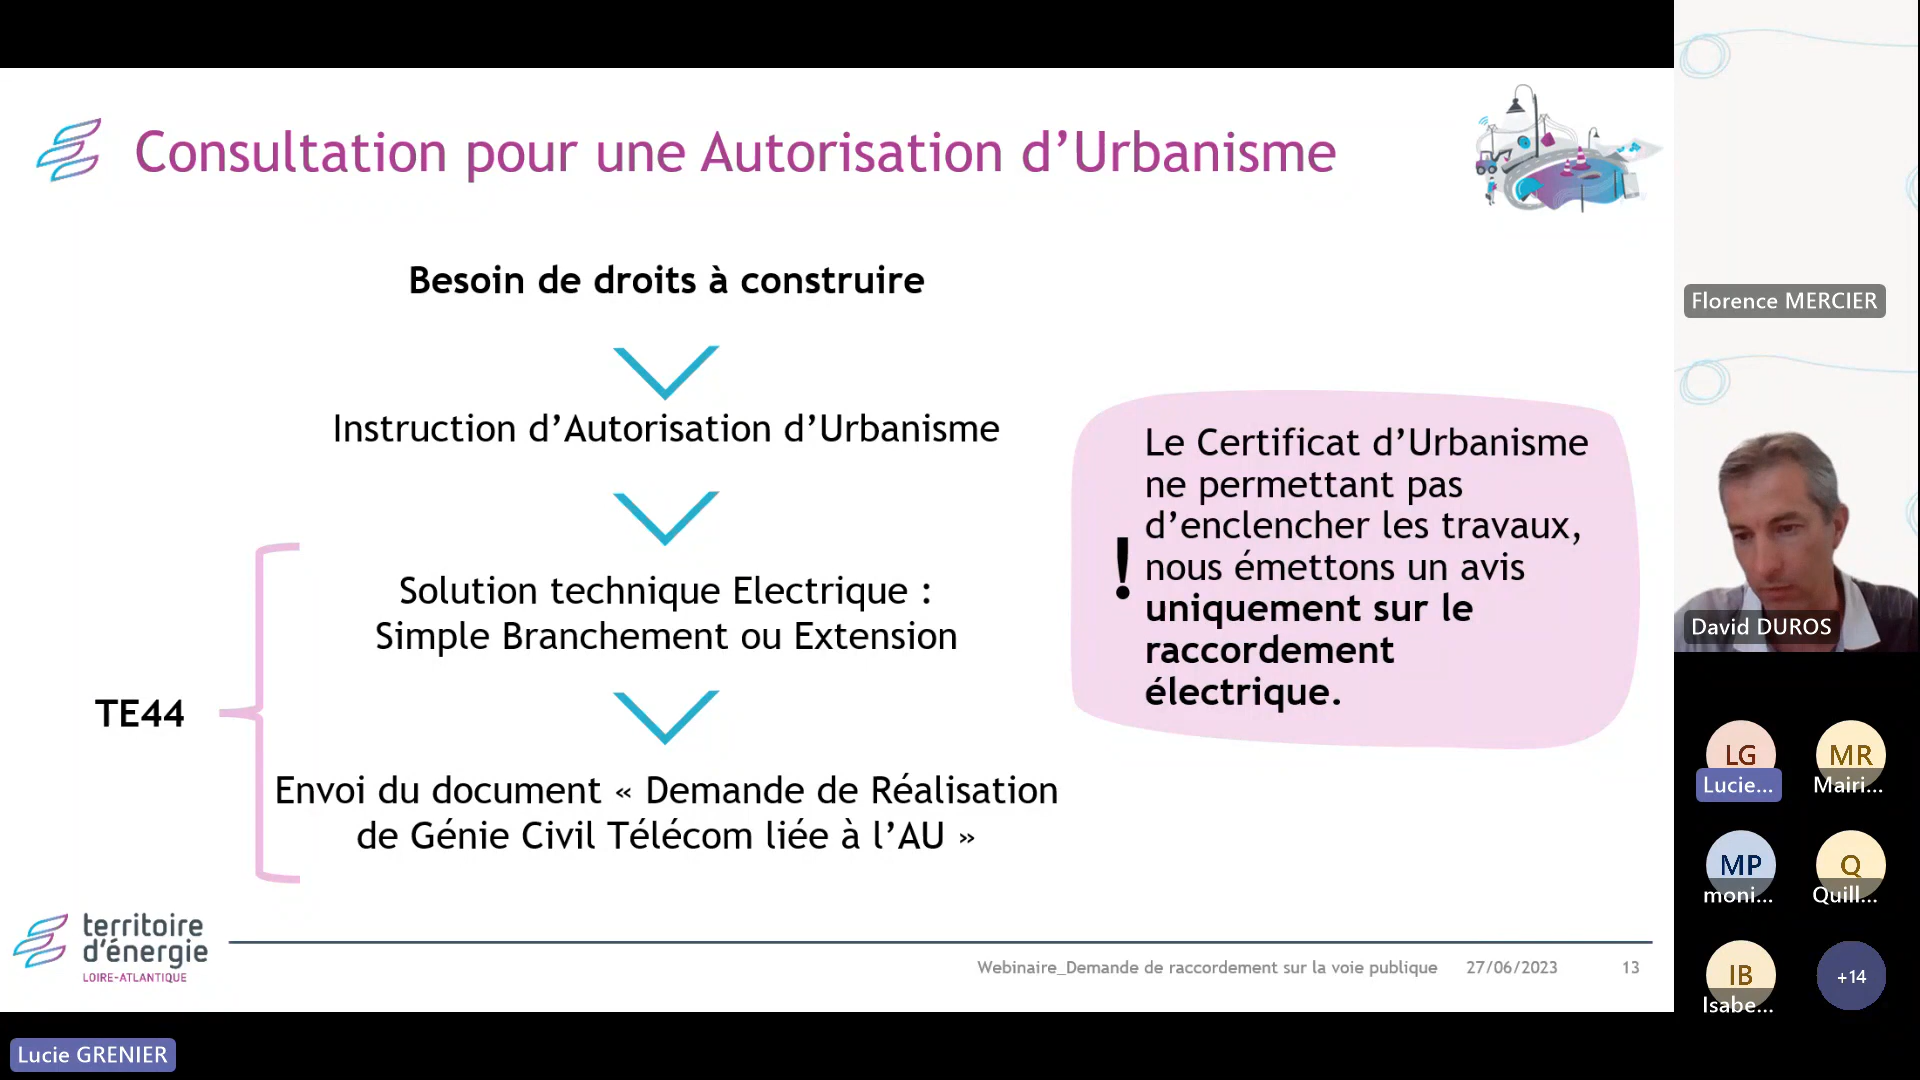 Consultation pour une Autorisation d’Urbanisme
Besoin de droits à construire
Instruction d’Autorisation d’Urbanisme
Solution technique Electrique :
Simple Branchement ou Extension
TE44
Envoi du document « Demande de Réalisation
de Génie Civil Télécom liée à l’AU »
!
Le Certificat d’Urbanisme
ne permettant pas
d’enclencher les travaux,
nous émettons un avis
uniquement sur le
raccordement
électrique.
territoire
d’énergie
LOIRE-ATLANTIQUE
Webinaire_Demande de raccordement sur la voie publique 27/06/2023 13
Florence MERCIER
David DUROS
LG
Lucie...
MR
Mairi...
MP
moni...
Q
Quill...
IB
Isabe...
+14
Lucie GRENIER